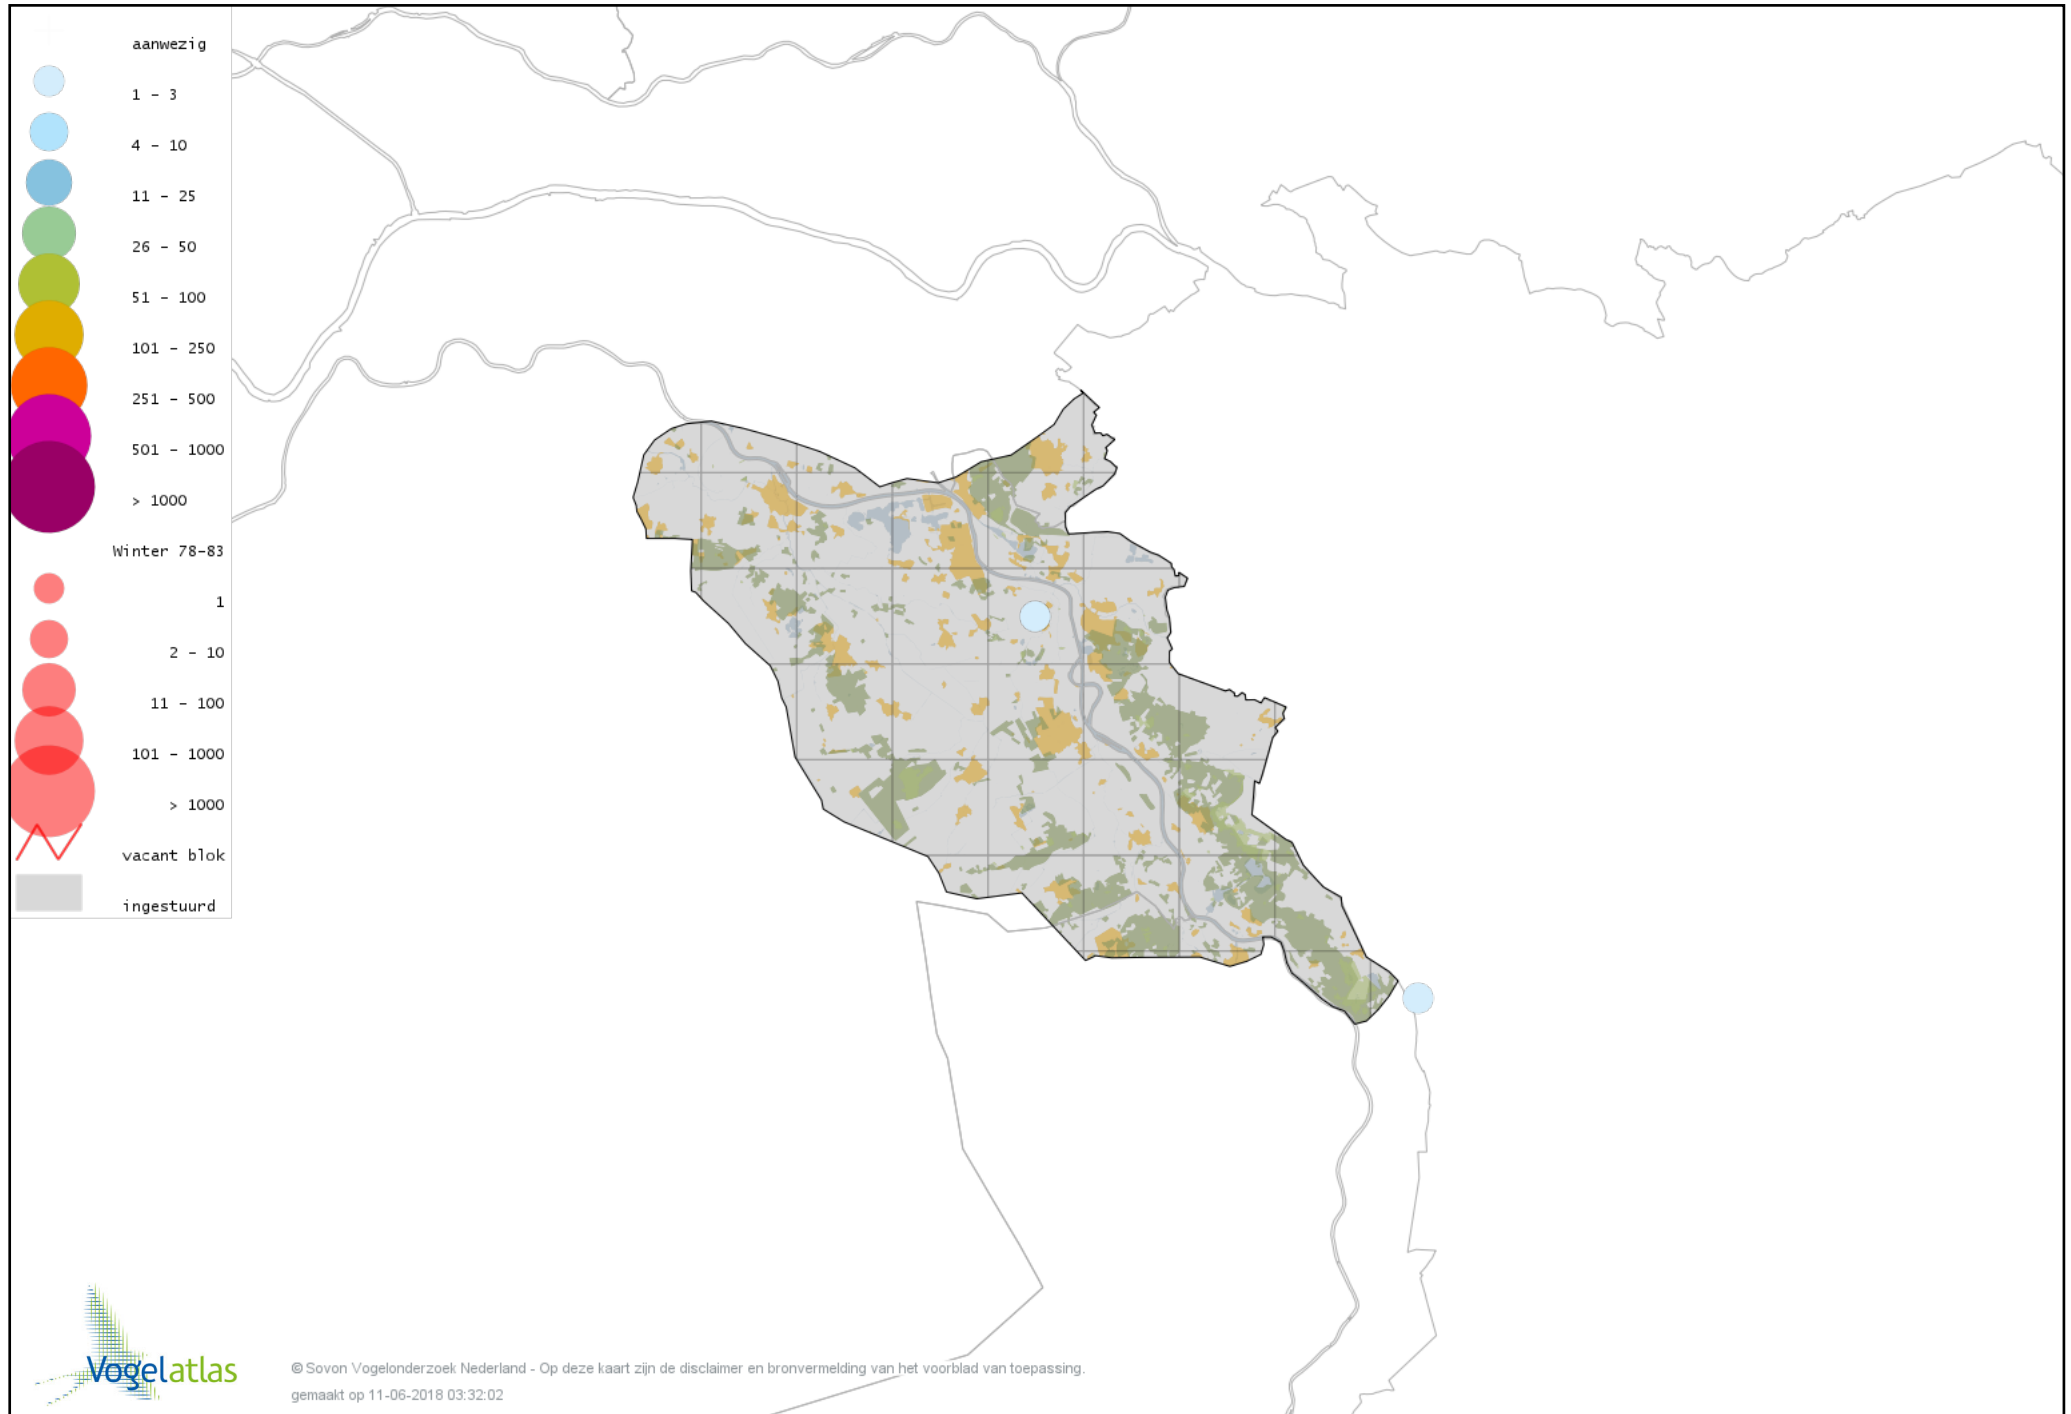 aanwezig
1 - 3
4 - 10
11 - 25
26 - 50
51 - 100
101 - 250
251 - 500
501 - 1000
> 1000
Winter 78-83
1
2 - 10
11 - 100
101 - 1000
> 1000
vacant blok
ingestuurd
Vogelatlas
© Sovon Vogelonderzoek Nederland - Op deze kaart zijn de disclaimer en bronvermelding van het voorblad van toepassing.
gemaakt op 11-06-2018 03:32:02